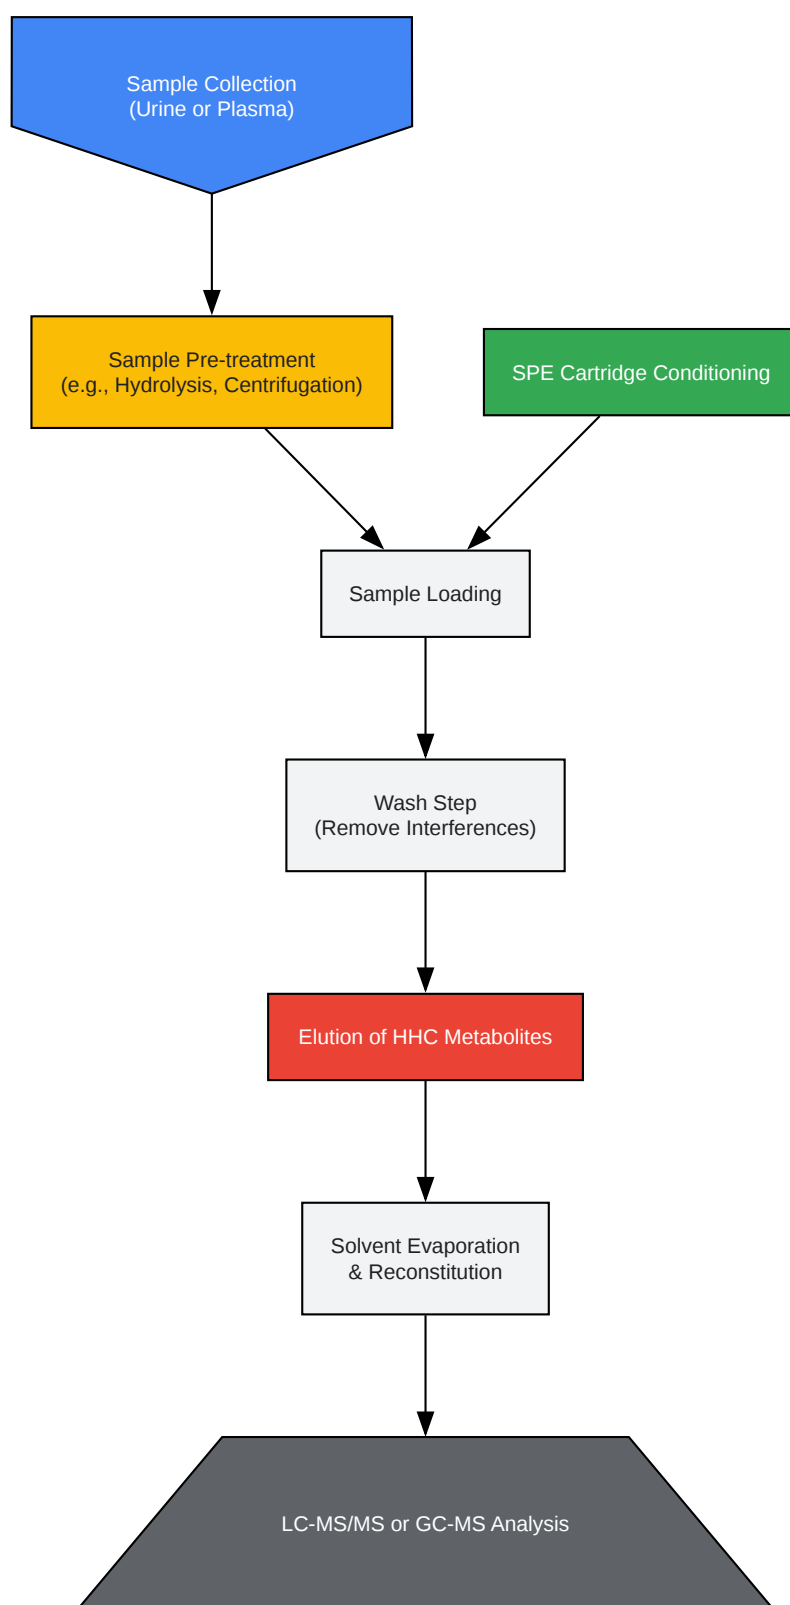 Sample Collection
(Urine or Plasma)
Sample Pre-treatment
(e.g., Hydrolysis, Centrifugation)
SPE Cartridge Conditioning
Sample Loading
Wash Step
(Remove Interferences)
Elution of HHC Metabolites
Solvent Evaporation
& Reconstitution
LC-MS/MS or GC-MS Analysis